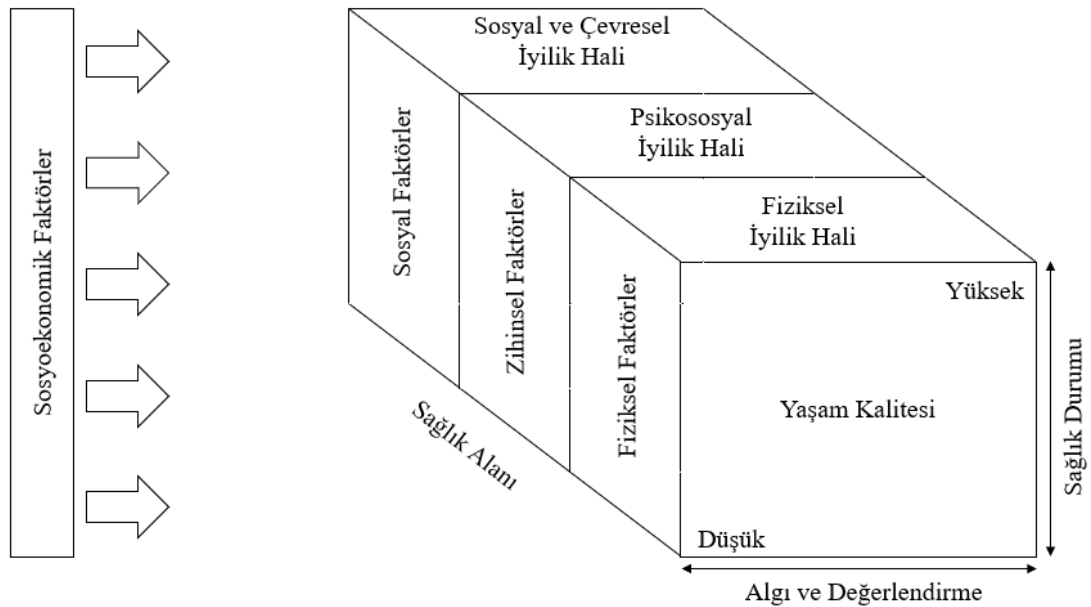 Sosyoekonomik Faktörler
Sosyal ve Çevresel
İyilik Hali
Psikososyal
İyilik Hali
Fiziksel
İyilik Hali
Sosyal Faktörler
Zihinsel Faktörler
Fiziksel Faktörler
Sağlık Alanı
Yüksek
Yaşam Kalitesi
Düşük
Sağlık Durumu
Algı ve Değerlendirme